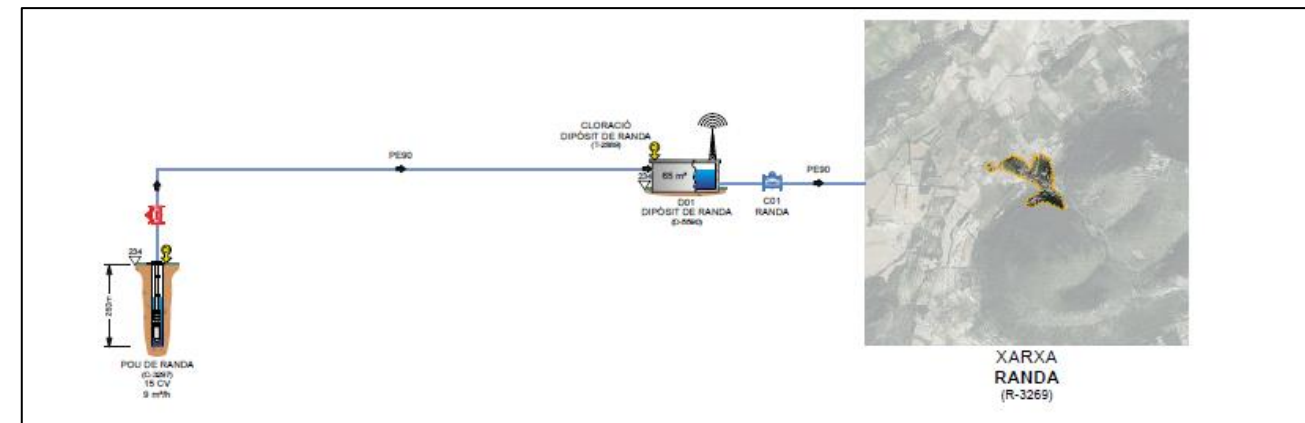 CLORACIÓ
DIPÒSIT DE RANDA
PE90
PE90
65 m³
D01
DIPÒSIT DE RANDA
C01
RANDA
234
POU DE RANDA
15 CV
9 m³/h
XARXA
RANDA
(R-3269)